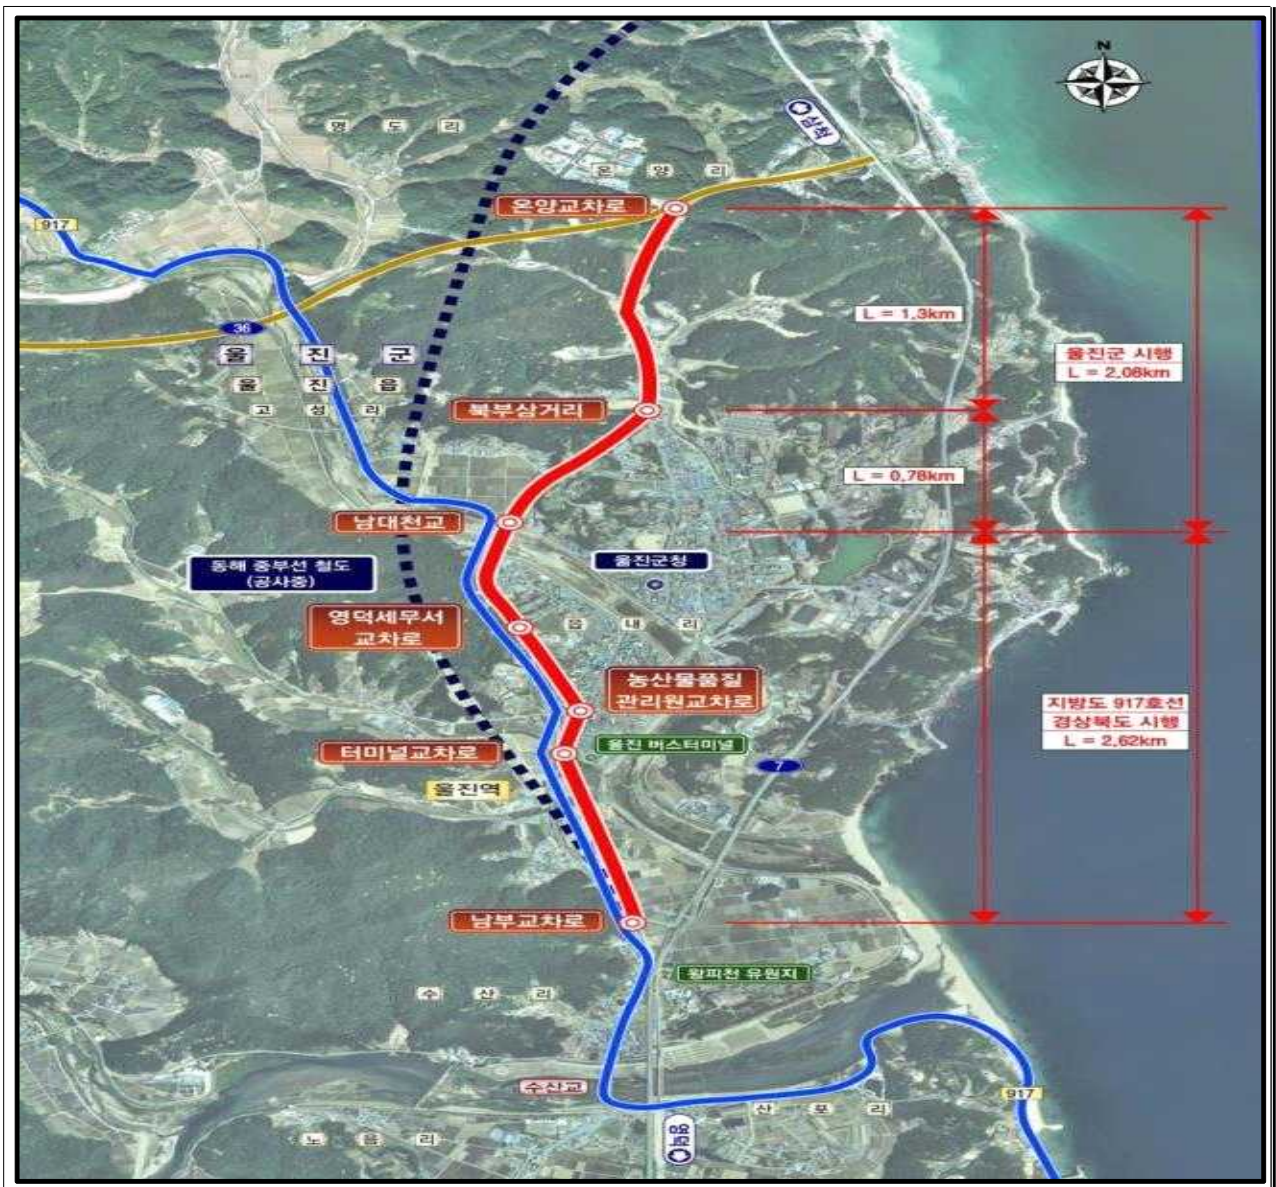 N
삼척
명 도 리
온 양 리
온양교차로
917
L = 1.3km
36
울 진 군
울 진 읍
고 성 리
울진군 시행
L = 2.08km
북부삼거리
L = 0.78km
남대천교
동해 중부선 철도
(공사중)
울진군청
영덕세무서
교차로
읍 내 리
농산물품질
관리원교차로
지방도 917호선
경상북도 시행
L = 2.62km
터미널교차로
울진 버스터미널
7
울진역
남부교차로
왕피천 유원지
수 산 리
수산교
917
산 포 리
노 음 리
영덕